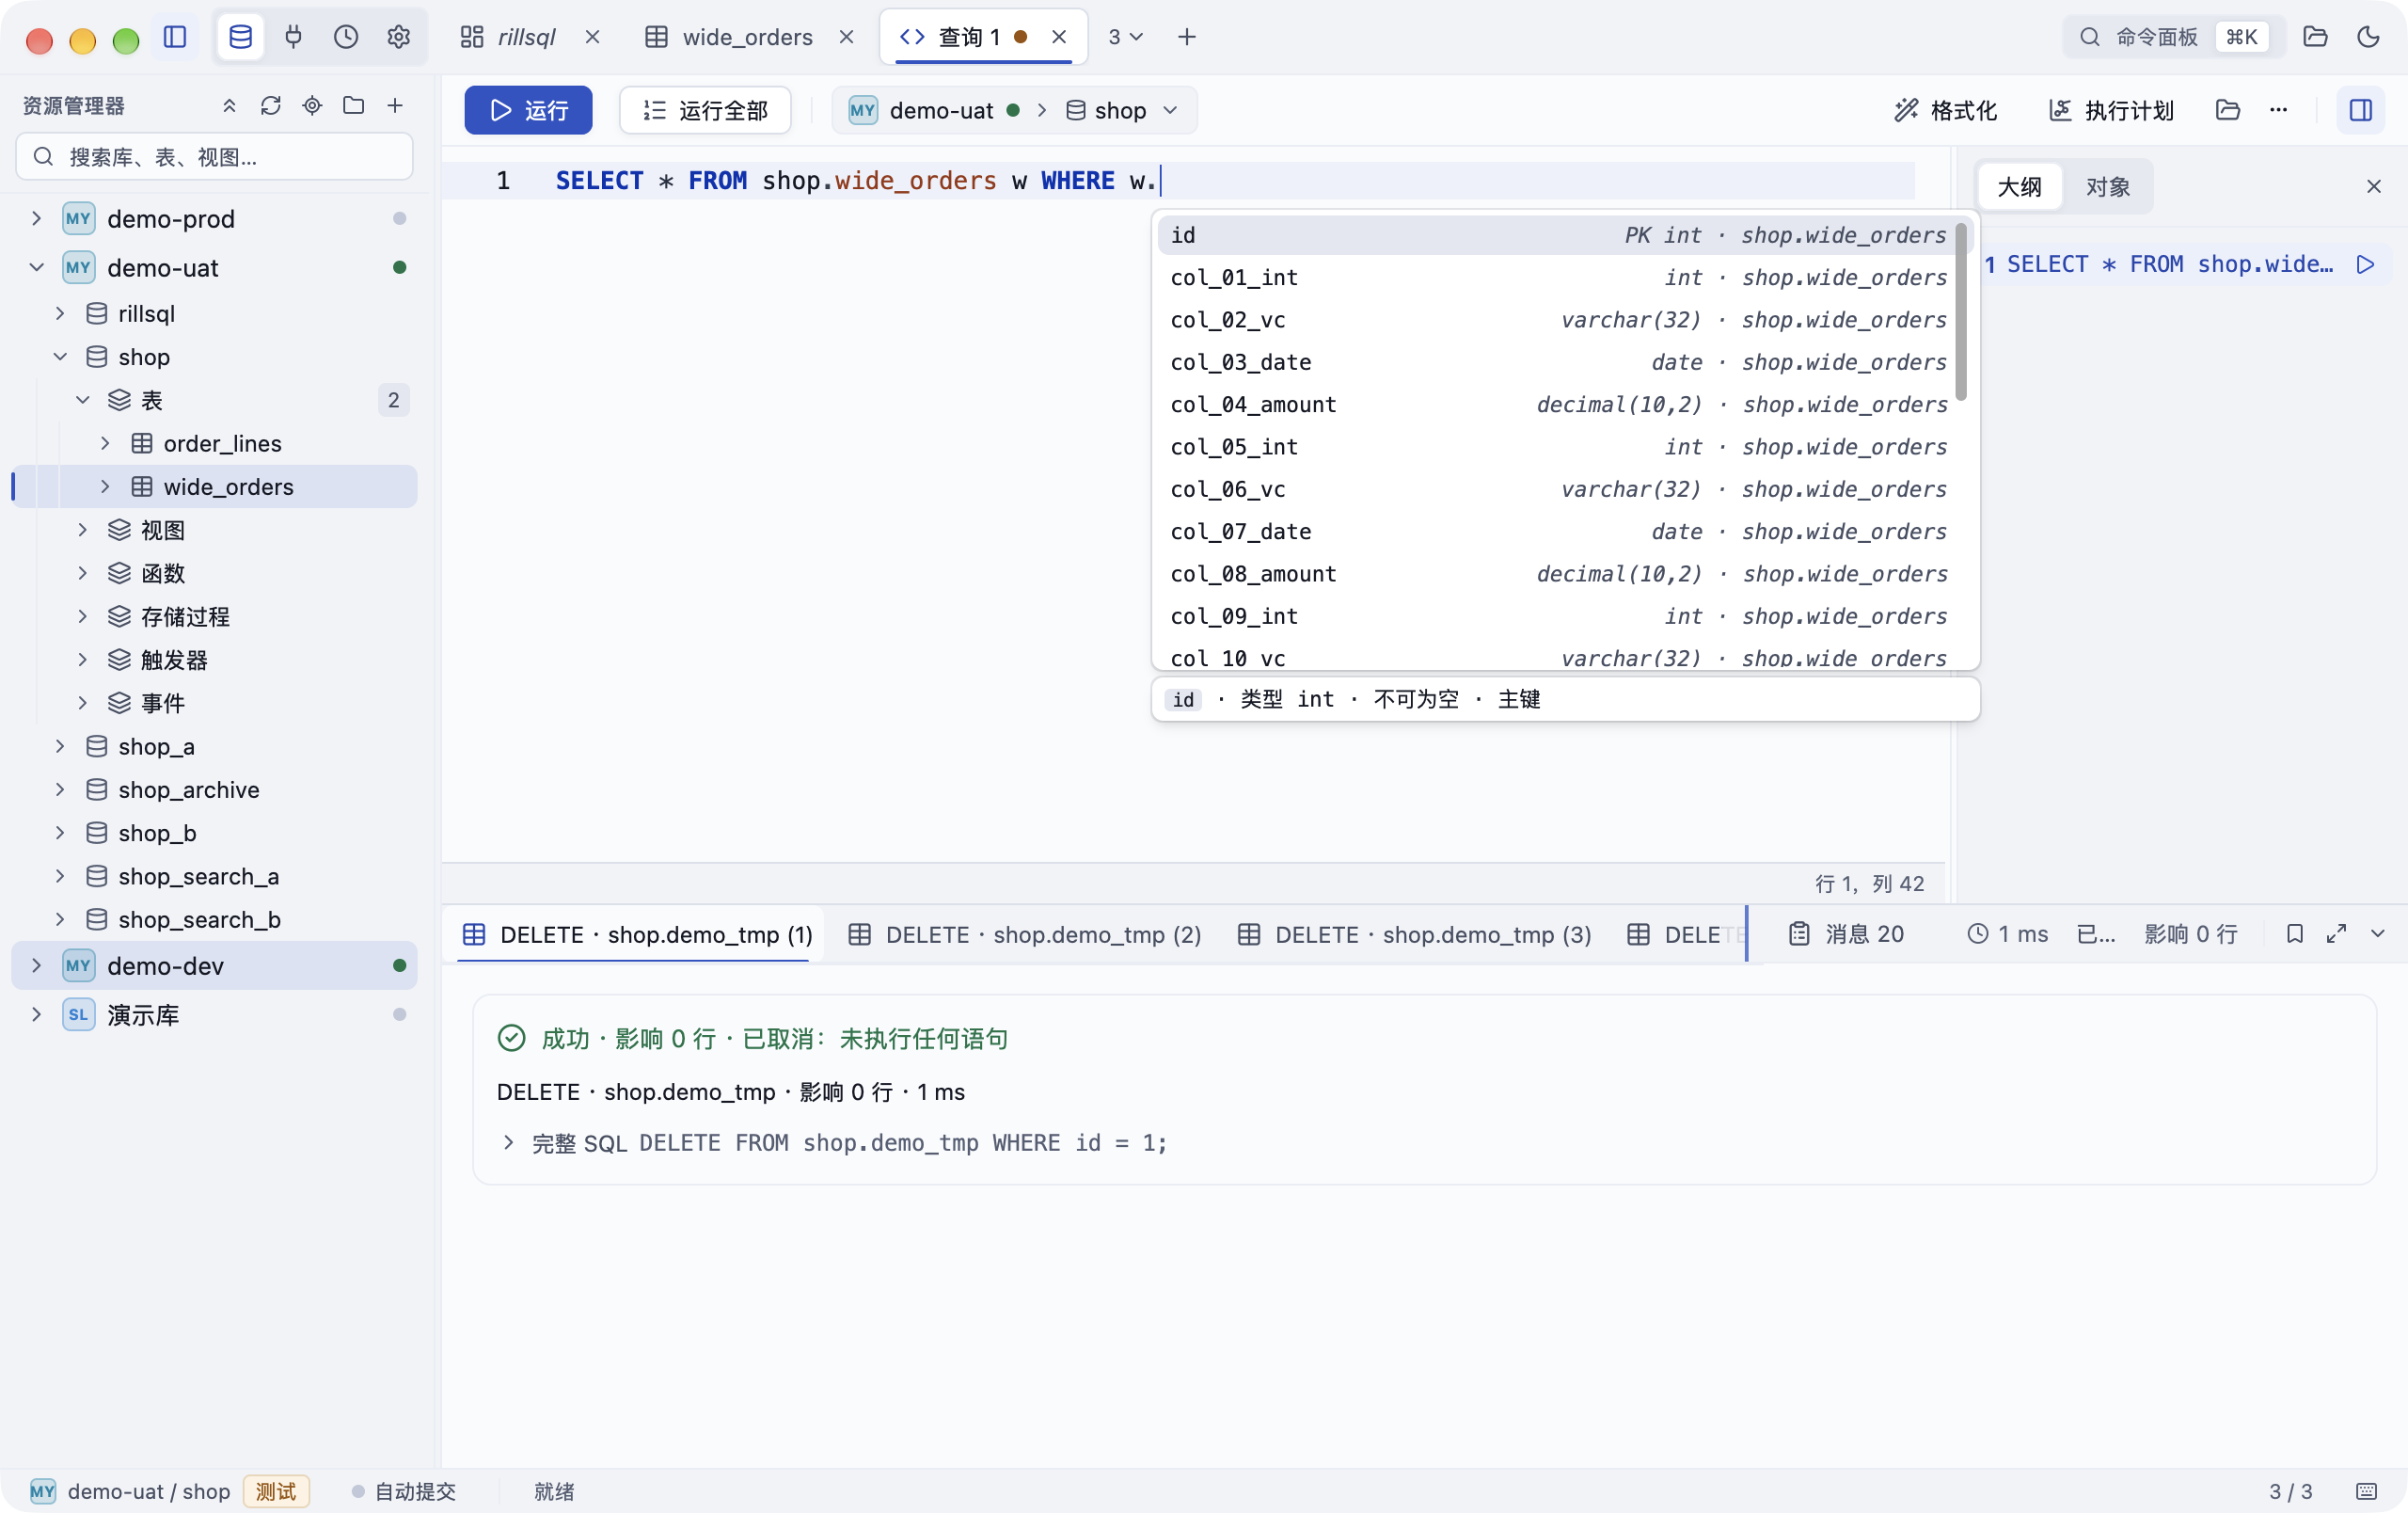 rillsql
wide_orders
查询 1
3
命令面板 ⌘K
资源管理器
搜索库、表、视图...
MY demo-prod
MY demo-uat
rillsql
shop
表 2
order_lines
wide_orders
视图
函数
存储过程
触发器
事件
shop_a
shop_archive
shop_b
shop_search_a
shop_search_b
MY demo-dev
SL 演示库
运行
运行全部
MY demo-uat
shop
格式化
执行计划
1 SELECT * FROM shop.wide_orders w WHERE w.
id PK int · shop.wide_orders
col_01_int int · shop.wide_orders
col_02_vc varchar(32) · shop.wide_orders
col_03_date date · shop.wide_orders
col_04_amount decimal(10,2) · shop.wide_orders
col_05_int int · shop.wide_orders
col_06_vc varchar(32) · shop.wide_orders
col_07_date date · shop.wide_orders
col_08_amount decimal(10,2) · shop.wide_orders
col_09_int int · shop.wide_orders
col_10_vc varchar(32) · shop.wide_orders
id · 类型 int · 不可为空 · 主键
大纲
对象
1 SELECT * FROM shop.wide...
行 1，列 42
DELETE · shop.demo_tmp (1)
DELETE · shop.demo_tmp (2)
DELETE · shop.demo_tmp (3)
DELETE
消息 20
1 ms
已...
影响 0 行
成功 · 影响 0 行 · 已取消：未执行任何语句
DELETE · shop.demo_tmp · 影响 0 行 · 1 ms
完整 SQL DELETE FROM shop.demo_tmp WHERE id = 1;
MY demo-uat / shop 测试
自动提交
就绪
3 / 3